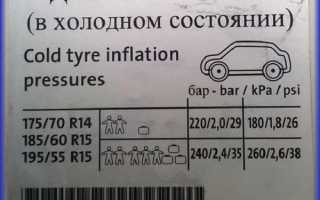 (в холодном состоянии)
Cold tyre inflation
pressures
бар - bar / kPa / psi
175/70 R14 220/2,0/29 180/1,8/26
185/60 R15
195/55 R15 240/2,4/35 260/2,6/38